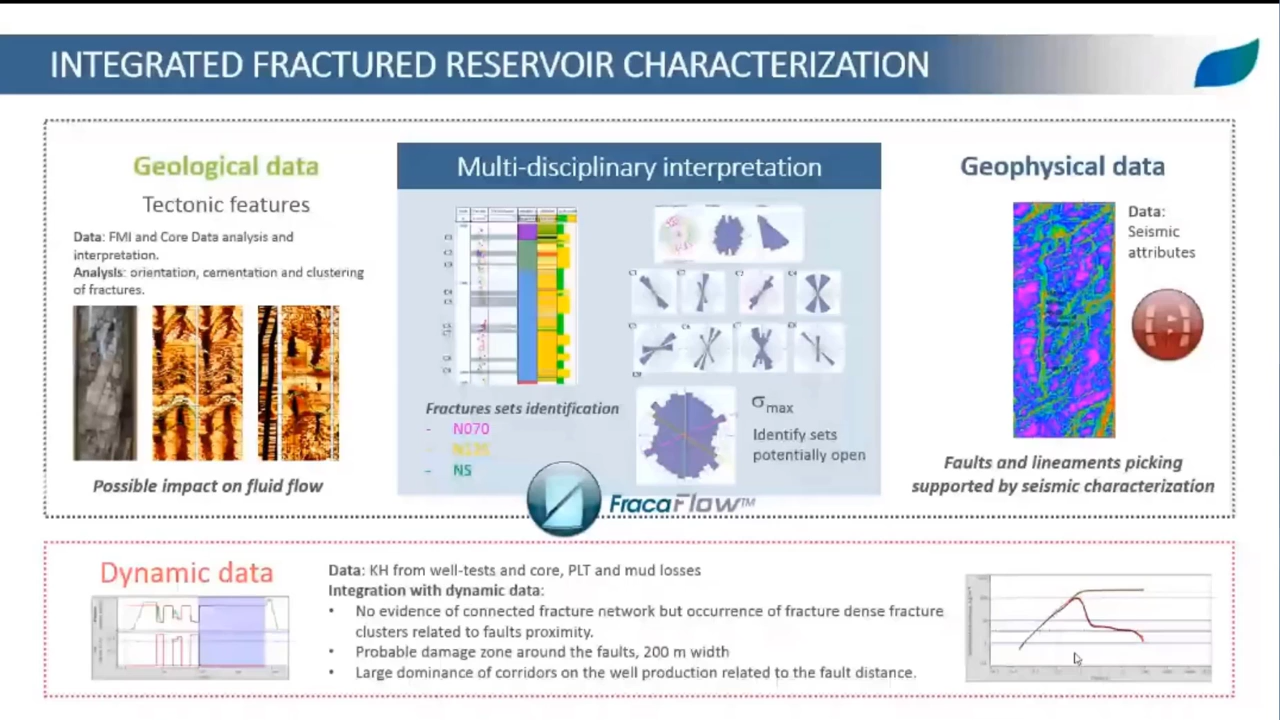 INTEGRATED FRACTURED RESERVOIR CHARACTERIZATION
Geological data
Tectonic features
Data: FMI and Core Data analysis and
interpretation.
Analysis: orientation, cementation and clustering
of fractures.
Possible impact on fluid flow
Multi-disciplinary interpretation
Fractures sets identification
- N070
- NS
σmax
Identify sets
potentially open
FracaFlow™
Geophysical data
Data:
Seismic
attributes
Faults and lineaments picking
supported by seismic characterization
Dynamic data
Data: KH from well-tests and core, PLT and mud losses
Integration with dynamic data:
• No evidence of connected fracture network but occurrence of fracture dense fracture
clusters related to faults proximity.
• Probable damage zone around the faults, 200 m width
• Large dominance of corridors on the well production related to the fault distance.